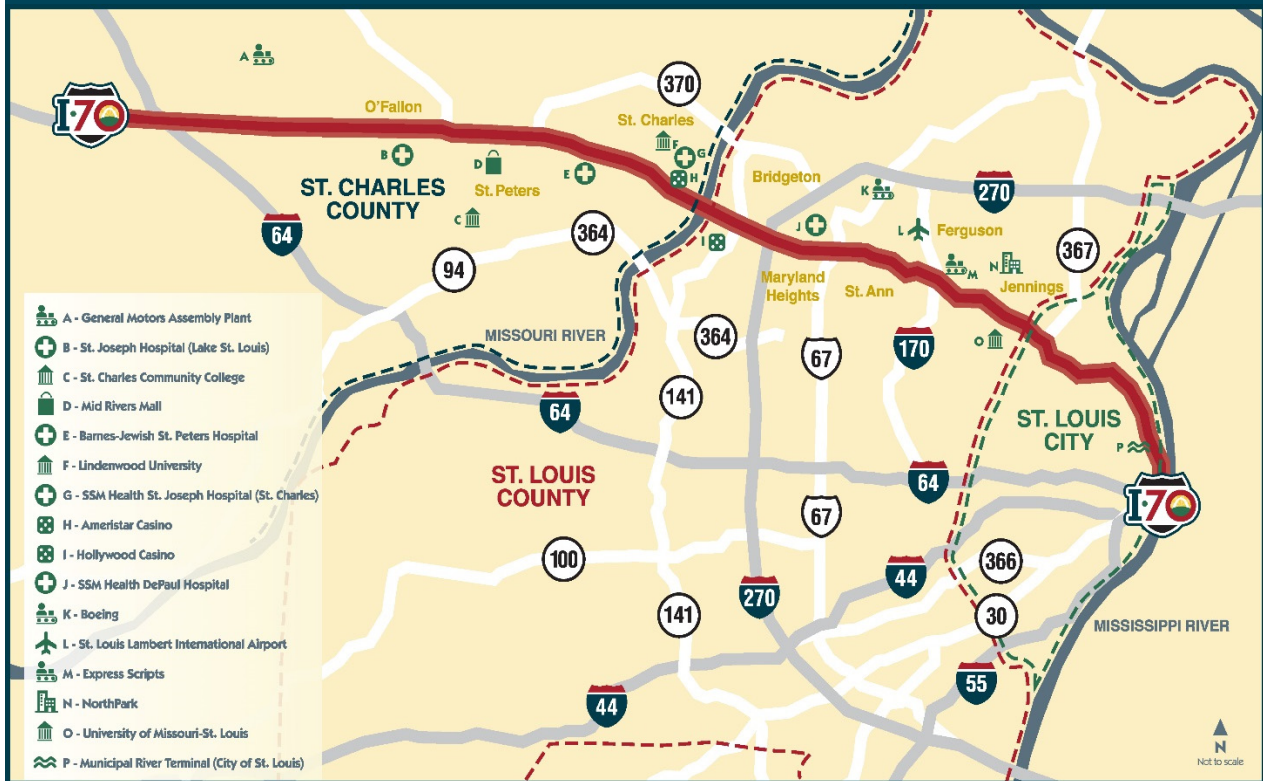 A
370
I-70
O'Fallon
St. Charles
F
G
B
D
E
H
Bridgeton
K
270
ST. CHARLES
COUNTY
St. Peters
C
64
364
94
I
J
L
Ferguson
367
Maryland
Heights
St. Ann
M
N
Jennings
MISSOURI RIVER
364
67
170
O
141
64
ST. LOUIS
CITY
P
ST. LOUIS
COUNTY
64
I-70
67
100
44
366
270
141
30
MISSISSIPPI RIVER
55
44
A - General Motors Assembly Plant
B - St. Joseph Hospital (Lake St. Louis)
C - St. Charles Community College
D - Mid Rivers Mall
E - Barnes-Jewish St. Peters Hospital
F - Lindenwood University
G - SSM Health St. Joseph Hospital (St. Charles)
H - Ameristar Casino
I - Hollywood Casino
J - SSM Health DePaul Hospital
K - Boeing
L - St. Louis Lambert International Airport
M - Express Scripts
N - NorthPark
O - University of Missouri-St. Louis
P - Municipal River Terminal (City of St. Louis)
N
Not to scale